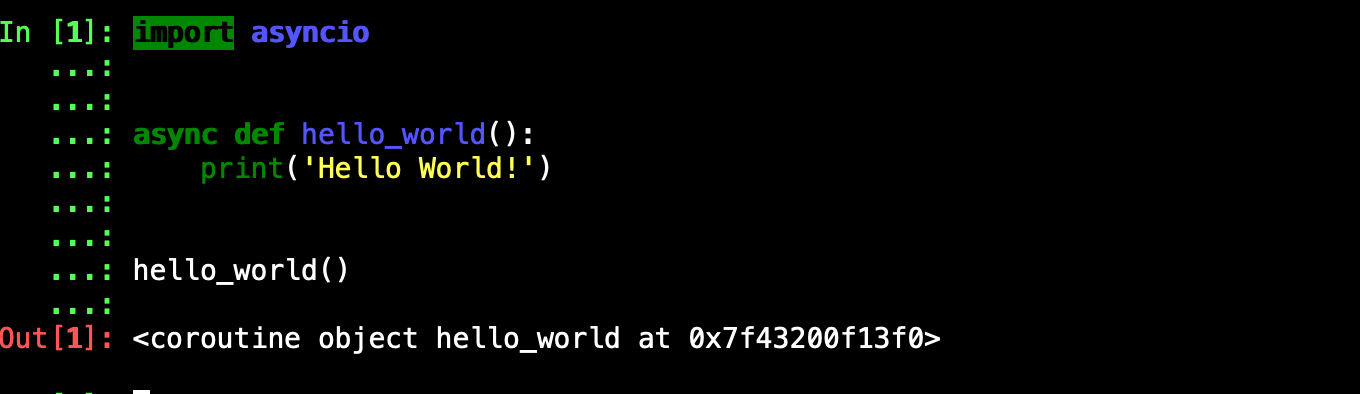 In [1]: import asyncio
   ...:
   ...:
   ...: async def hello_world():
   ...:     print('Hello World!')
   ...:
   ...:
   ...: hello_world()
   ...:
Out[1]: <coroutine object hello_world at 0x7f43200f13f0>